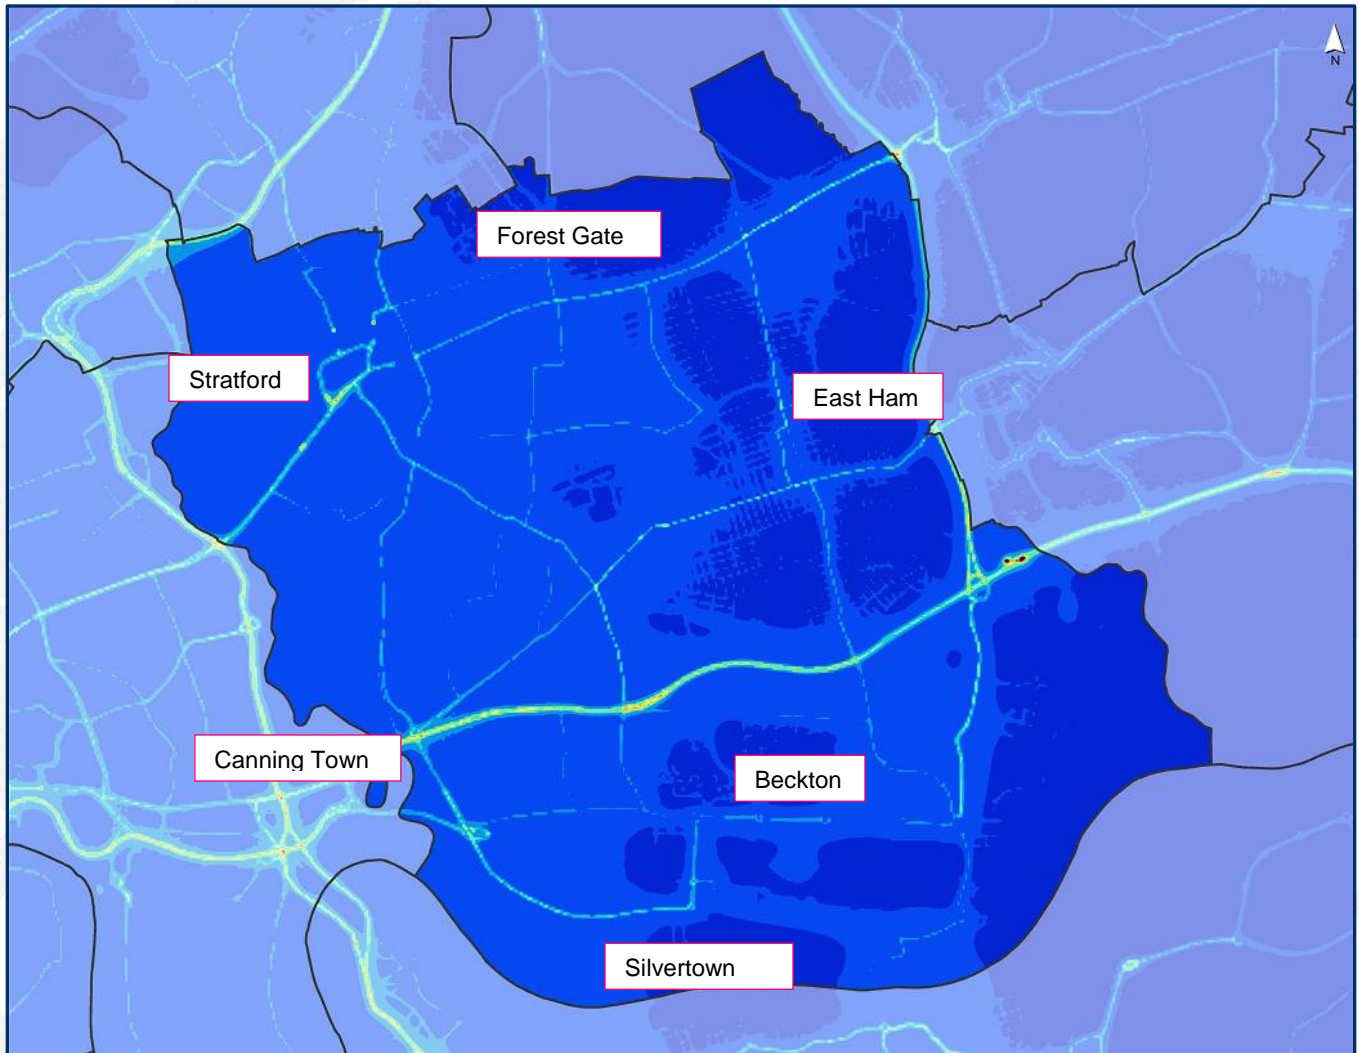 N
Forest Gate
Stratford
East Ham
Canning Town
Beckton
Silvertown